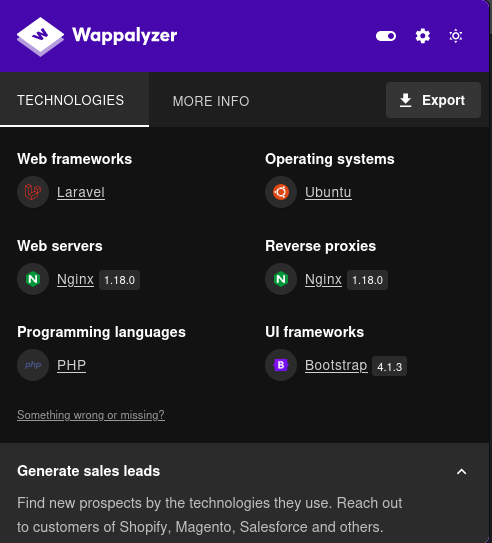 Wappalyzer
TECHNOLOGIES
MORE INFO
Export
Web frameworks
Laravel
Operating systems
Ubuntu
Web servers
Nginx 1.18.0
Reverse proxies
Nginx 1.18.0
Programming languages
php PHP
UI frameworks
B Bootstrap 4.1.3
Something wrong or missing?
Generate sales leads
Find new prospects by the technologies they use. Reach out
to customers of Shopify, Magento, Salesforce and others.